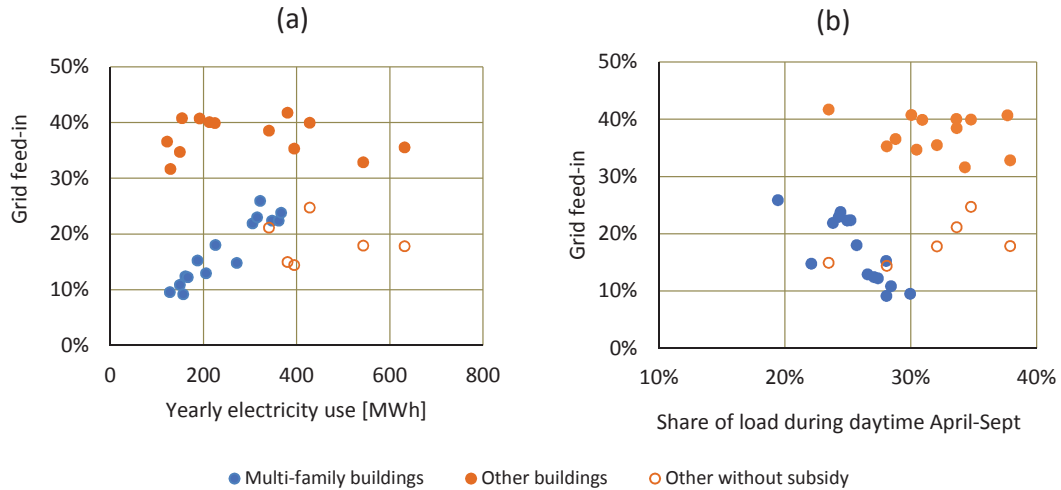 (a)
Grid feed-in
50%
40%
30%
20%
10%
0%
0 200 400 600 800
Yearly electricity use [MWh]
(b)
Grid feed-in
50%
40%
30%
20%
10%
0%
10% 20% 30% 40%
Share of load during daytime April-Sept
Multi-family buildings Other buildings Other without subsidy